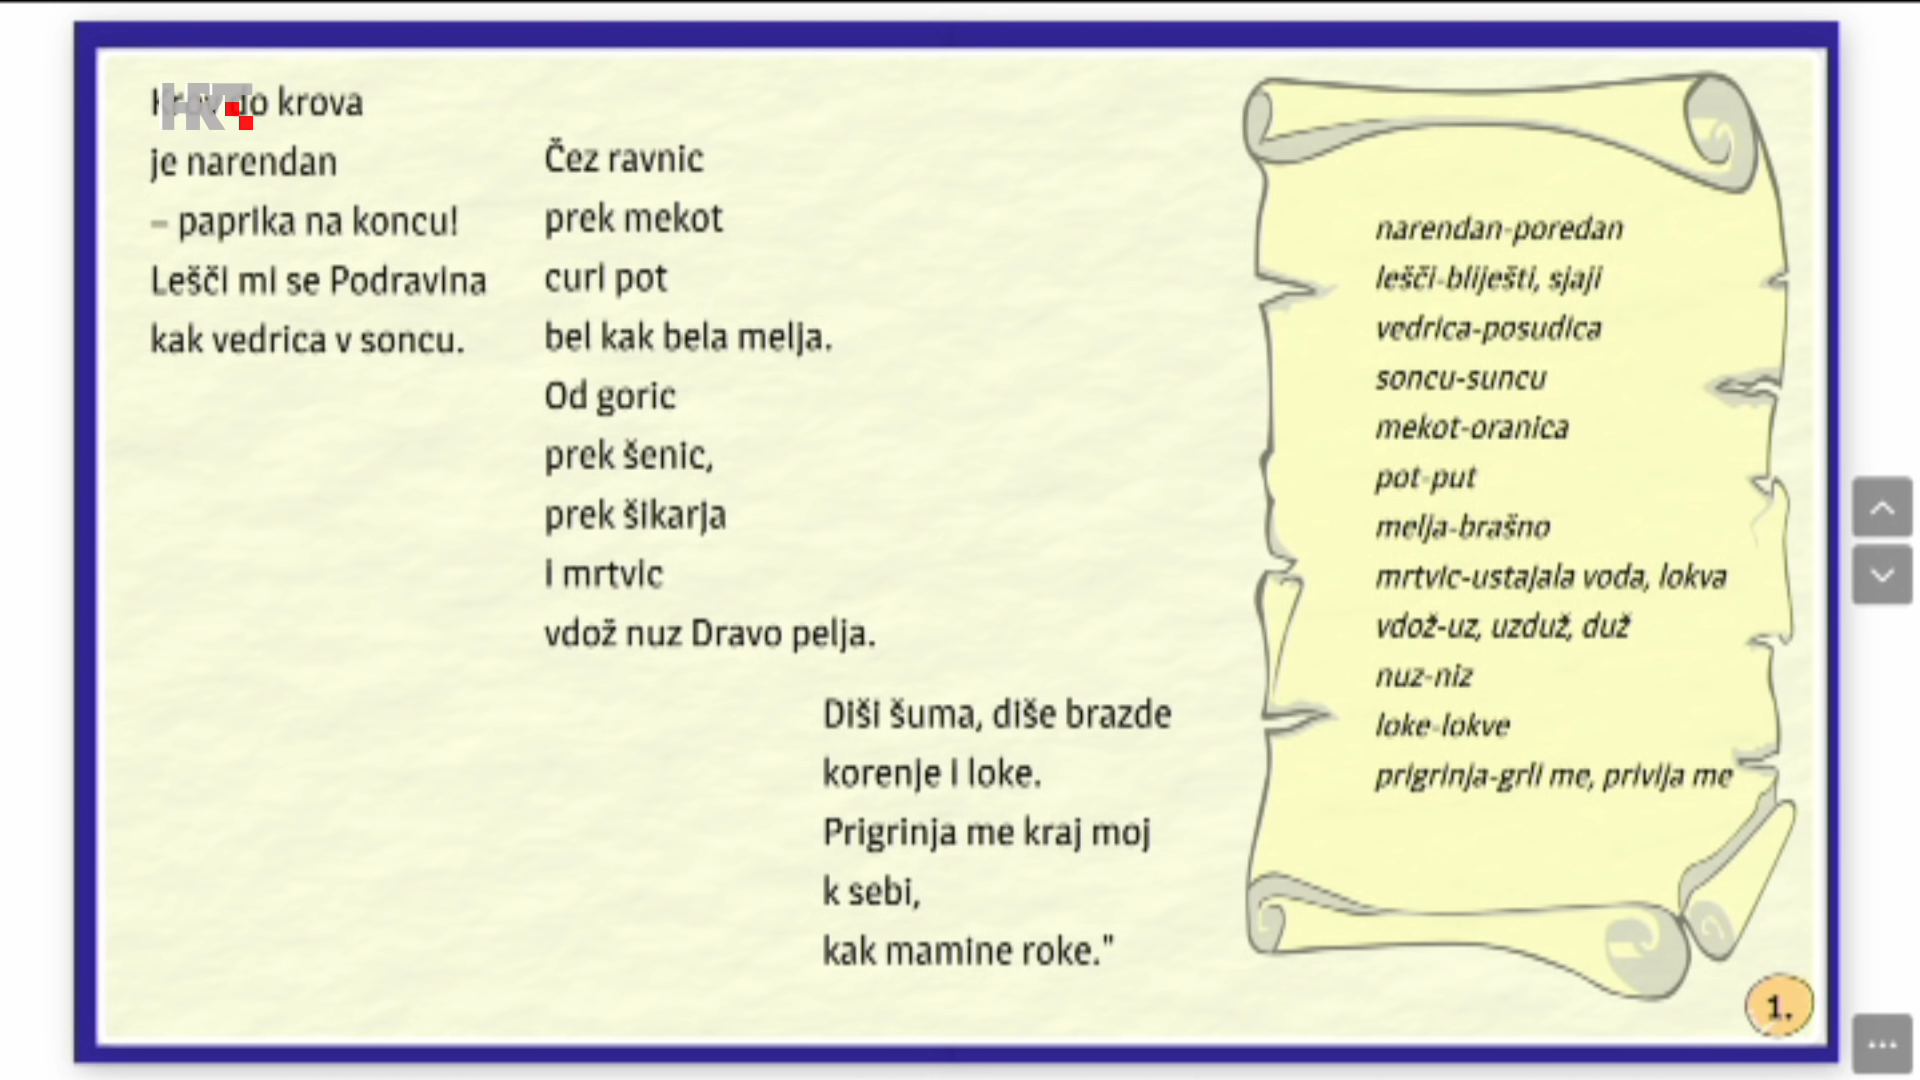 Krov do krova
je narendan
– paprika na koncu!
Lešči mi se Podravina
kak vedrica v soncu.
Čez ravnic
prek mekot
curi pot
bel kak bela melja.
Od goric
prek šenic,
prek šikarja
i mrtvic
vdož nuz Dravo pelja.
Diši šuma, diše brazde
korenje i loke.
Prigrinja me kraj moj
k sebi,
kak mamine roke."
narendan-poredan
lešči-bliješti, sjaji
vedrica-posudica
soncu-suncu
mekot-oranica
pot-put
melja-brašno
mrtvic-ustajala voda, lokva
vdož-uz, uzduž, duž
nuz-niz
loke-lokve
prigrinja-grli me, privija me
1.
HRT